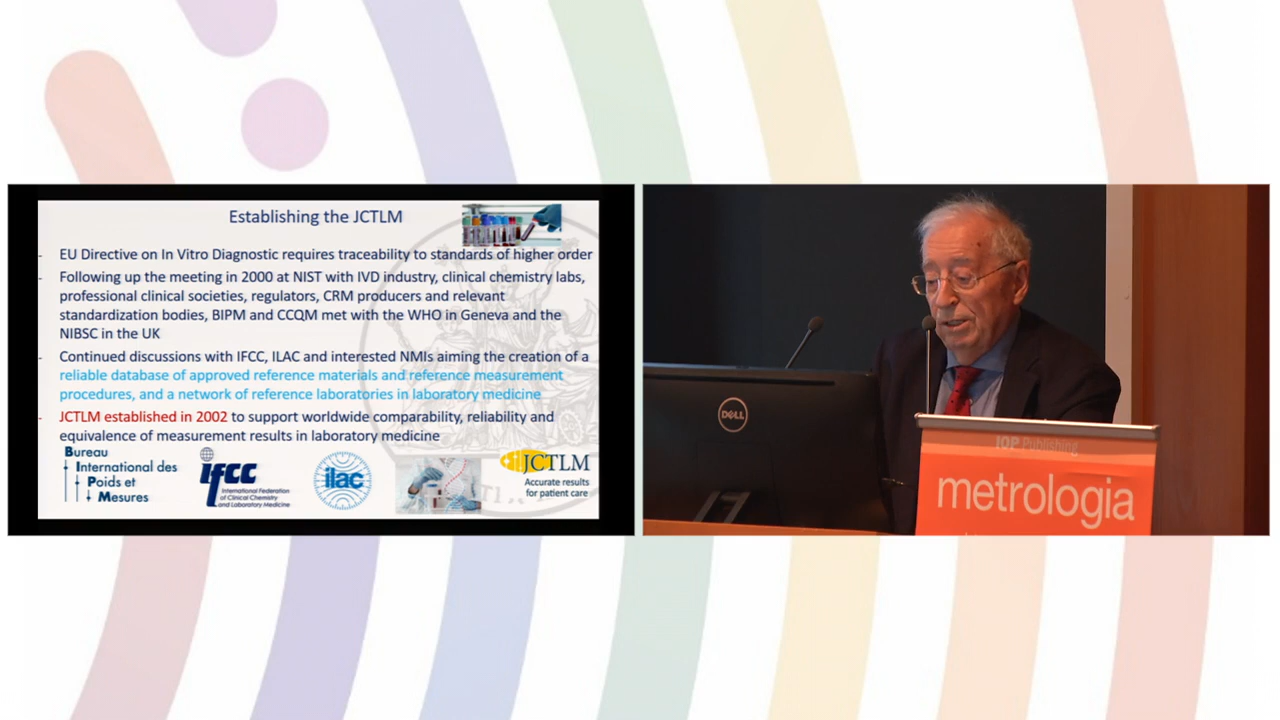 Establishing the JCTLM
- EU Directive on In Vitro Diagnostic requires traceability to standards of higher order
- Following up the meeting in 2000 at NIST with IVD industry, clinical chemistry labs,
professional clinical societies, regulators, CRM producers and relevant
standardization bodies, BIPM and CCQM met with the WHO in Geneva and the
NIBSC in the UK
- Continued discussions with IFCC, ILAC and interested NMIs aiming the creation of a
reliable database of approved reference materials and reference measurement
procedures, and a network of reference laboratories in laboratory medicine
- JCTLM established in 2002 to support worldwide comparability, reliability and
equivalence of measurement results in laboratory medicine
Bureau
International des
Poids et
Mesures
ifcc
International Federation
of Clinical Chemistry
and Laboratory Medicine
ilac
JCTLM
Accurate results
for patient care
DELL
IOP Publishing
metrologia